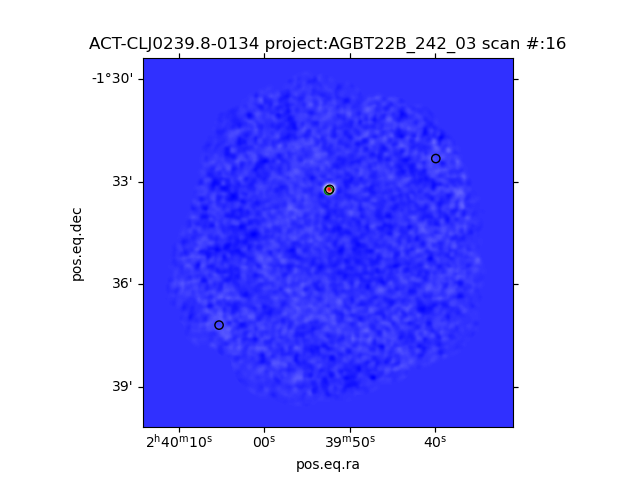 ACT-CLJ0239.8-0134 project:AGBT22B_242_03 scan #:16
-1°30'
33'
36'
39'
pos.eq.dec
2ʰ40ᵐ10ˢ 00ˢ 39ᵐ50ˢ 40ˢ
pos.eq.ra